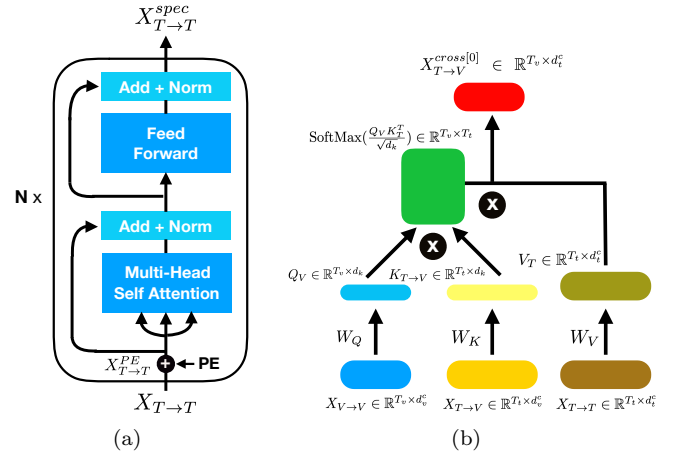 X_{T→T}^{spec}
Add + Norm
Feed
Forward
N x
Add + Norm
Multi-Head
Self Attention
X_{T→T}^{PE}
+
PE
X_{T→T}
(a)
X_{T→V}^{cross[0]} ∈ ℝ^{T_v×d_t^c}
SoftMax(\frac{Q_V K_T^T}{\sqrt{d_k}}) ∈ ℝ^{T_v×T_t}
X
X
Q_V ∈ ℝ^{T_v×d_k}
K_{T→V} ∈ ℝ^{T_t×d_k}
V_T ∈ ℝ^{T_t×d_t^c}
W_Q
W_K
W_V
X_{V→V} ∈ ℝ^{T_v×d_v^c}
X_{T→V} ∈ ℝ^{T_t×d_v^c}
X_{T→T} ∈ ℝ^{T_t×d_t^c}
(b)